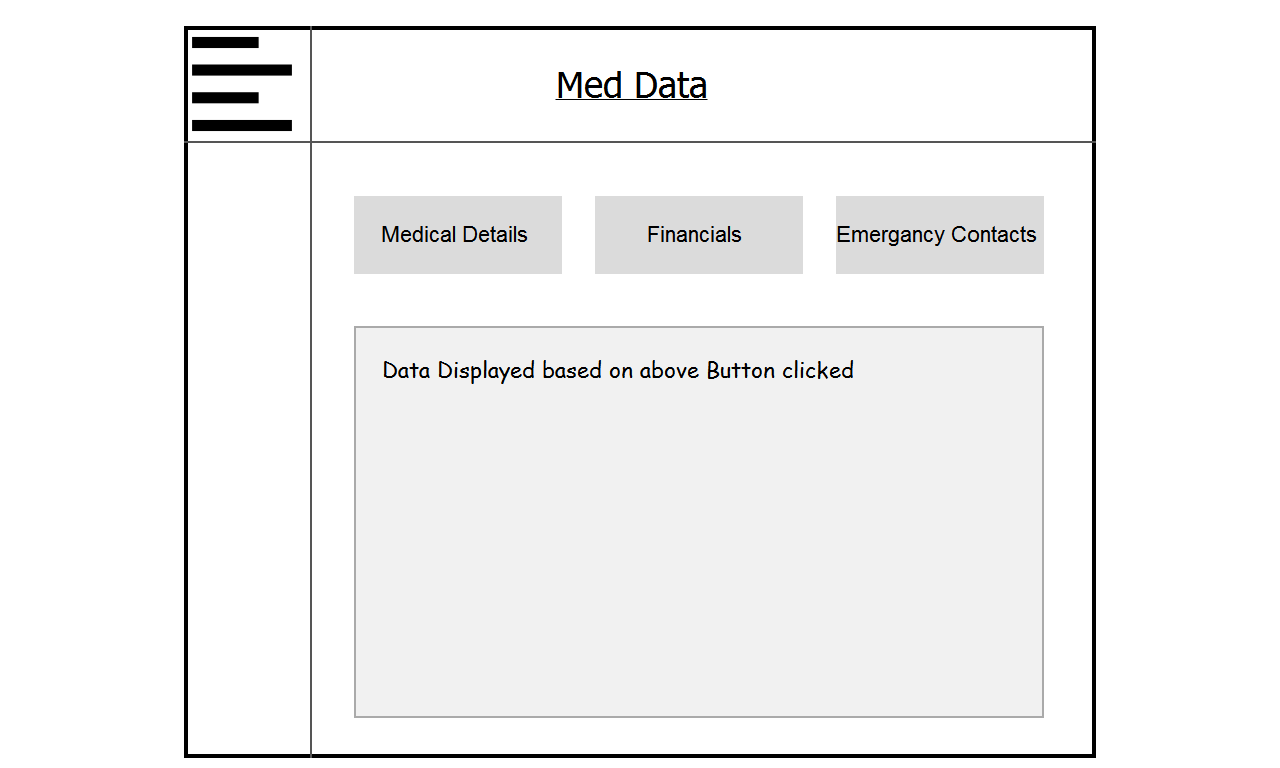 Med Data
Medical Details
Financials
Emergancy Contacts
Data Displayed based on above Button clicked